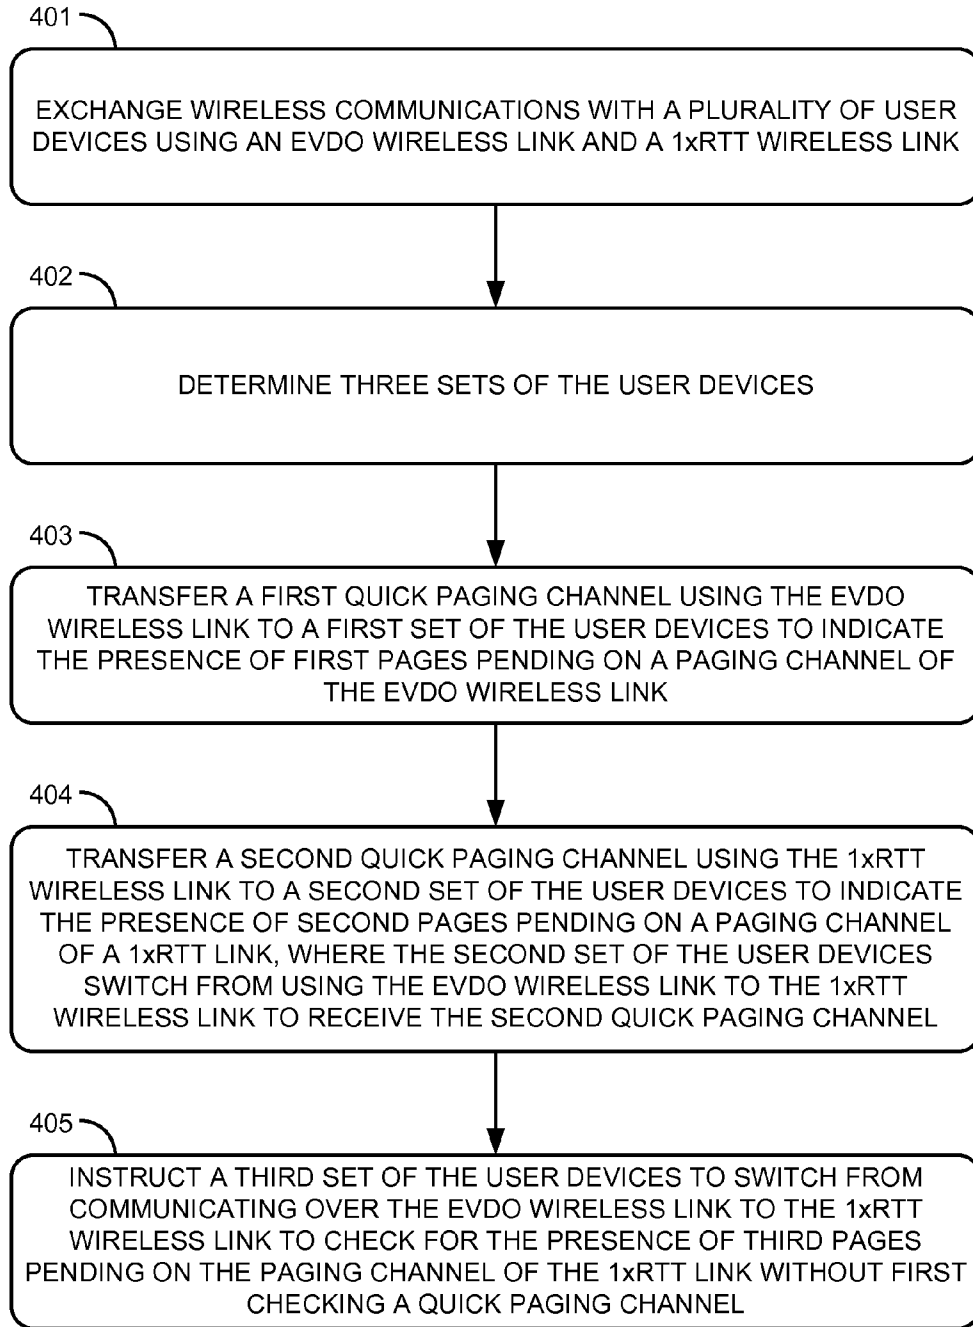 401
EXCHANGE WIRELESS COMMUNICATIONS WITH A PLURALITY OF USER
DEVICES USING AN EVDO WIRELESS LINK AND A 1xRTT WIRELESS LINK
402
DETERMINE THREE SETS OF THE USER DEVICES
403
TRANSFER A FIRST QUICK PAGING CHANNEL USING THE EVDO
WIRELESS LINK TO A FIRST SET OF THE USER DEVICES TO INDICATE
THE PRESENCE OF FIRST PAGES PENDING ON A PAGING CHANNEL OF
THE EVDO WIRELESS LINK
404
TRANSFER A SECOND QUICK PAGING CHANNEL USING THE 1xRTT
WIRELESS LINK TO A SECOND SET OF THE USER DEVICES TO INDICATE
THE PRESENCE OF SECOND PAGES PENDING ON A PAGING CHANNEL
OF A 1xRTT LINK, WHERE THE SECOND SET OF THE USER DEVICES
SWITCH FROM USING THE EVDO WIRELESS LINK TO THE 1xRTT
WIRELESS LINK TO RECEIVE THE SECOND QUICK PAGING CHANNEL
405
INSTRUCT A THIRD SET OF THE USER DEVICES TO SWITCH FROM
COMMUNICATING OVER THE EVDO WIRELESS LINK TO THE 1xRTT
WIRELESS LINK TO CHECK FOR THE PRESENCE OF THIRD PAGES
PENDING ON THE PAGING CHANNEL OF THE 1xRTT LINK WITHOUT FIRST
CHECKING A QUICK PAGING CHANNEL